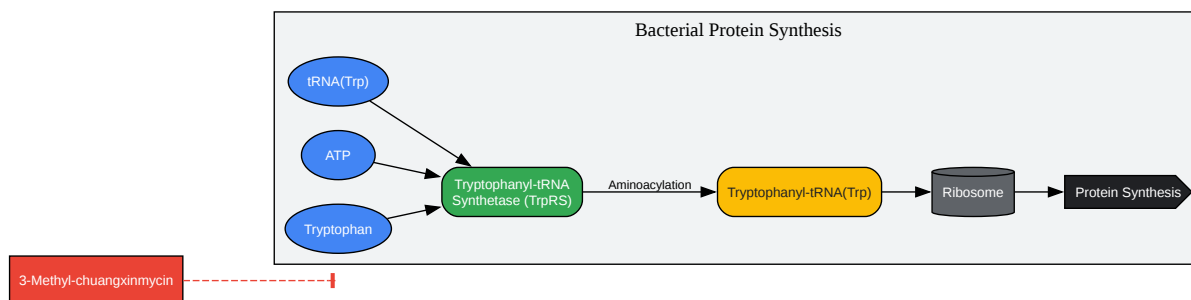 Bacterial Protein Synthesis
tRNA(Trp)
ATP
Tryptophan
Tryptophanyl-tRNA
Synthetase (TrpRS)
Aminoacylation
Tryptophanyl-tRNA(Trp)
Ribosome
Protein Synthesis
3-Methyl-chuangxinmycin